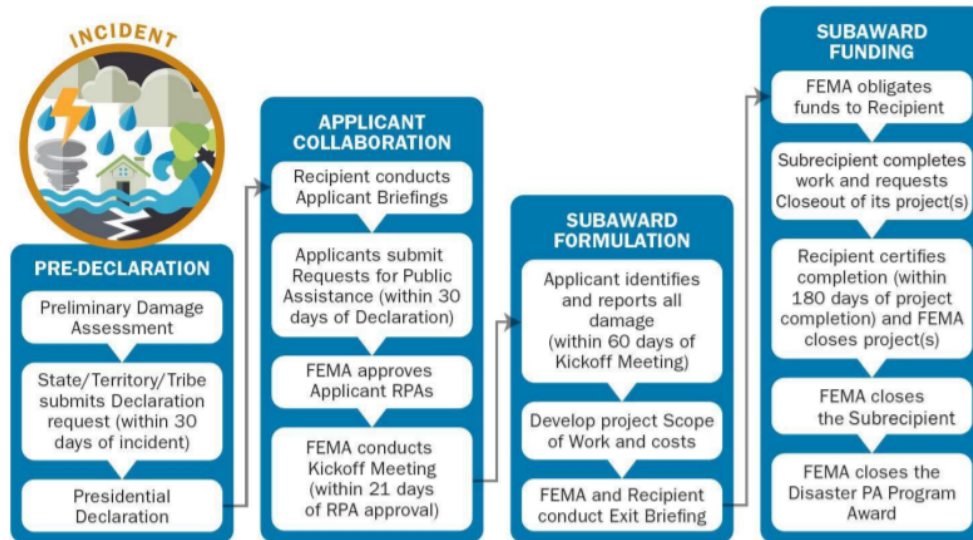 INCIDENT
PRE-DECLARATION
Preliminary Damage
Assessment
State/Territory/Tribe
submits Declaration
request (within 30
days of incident)
Presidential
Declaration
APPLICANT
COLLABORATION
Recipient conducts
Applicant Briefings
Applicants submit
Requests for Public
Assistance (within 30
days of Declaration)
FEMA approves
Applicant RPAs
FEMA conducts
Kickoff Meeting
(within 21 days
of RPA approval)
SUBAWARD
FORMULATION
Applicant identifies
and reports all
damage
(within 60 days of
Kickoff Meeting)
Develop project Scope
of Work and costs
FEMA and Recipient
conduct Exit Briefing
SUBAWARD
FUNDING
FEMA obligates
funds to Recipient
Subrecipient completes
work and requests
Closeout of its project(s)
Recipient certifies
completion (within
180 days of project
completion) and FEMA
closes project(s)
FEMA closes
the Subrecipient
FEMA closes the
Disaster PA Program
Award